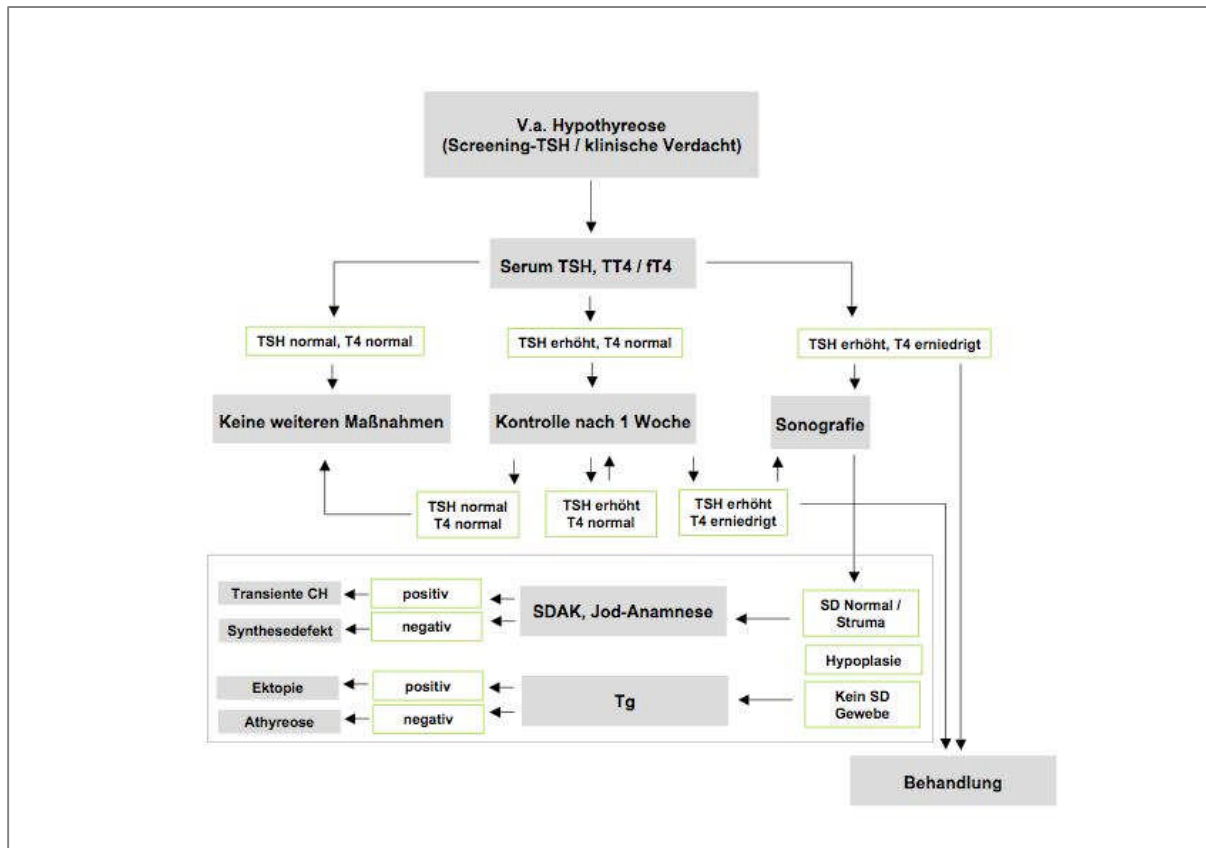 V.a. Hypothyreose
(Screening-TSH / klinische Verdacht)
Serum TSH, TT4 / fT4
TSH normal, T4 normal
TSH erhöht, T4 normal
TSH erhöht, T4 erniedrigt
Keine weiteren Maßnahmen
Kontrolle nach 1 Woche
Sonografie
TSH normal
T4 normal
TSH erhöht
T4 normal
TSH erhöht
T4 erniedrigt
Transiente CH
positiv
SDAK, Jod-Anamnese
SD Normal /
Struma
Synthesedefekt
negativ
Hypoplasie
Ektopie
positiv
Tg
Kein SD
Gewebe
Athyreose
negativ
Behandlung